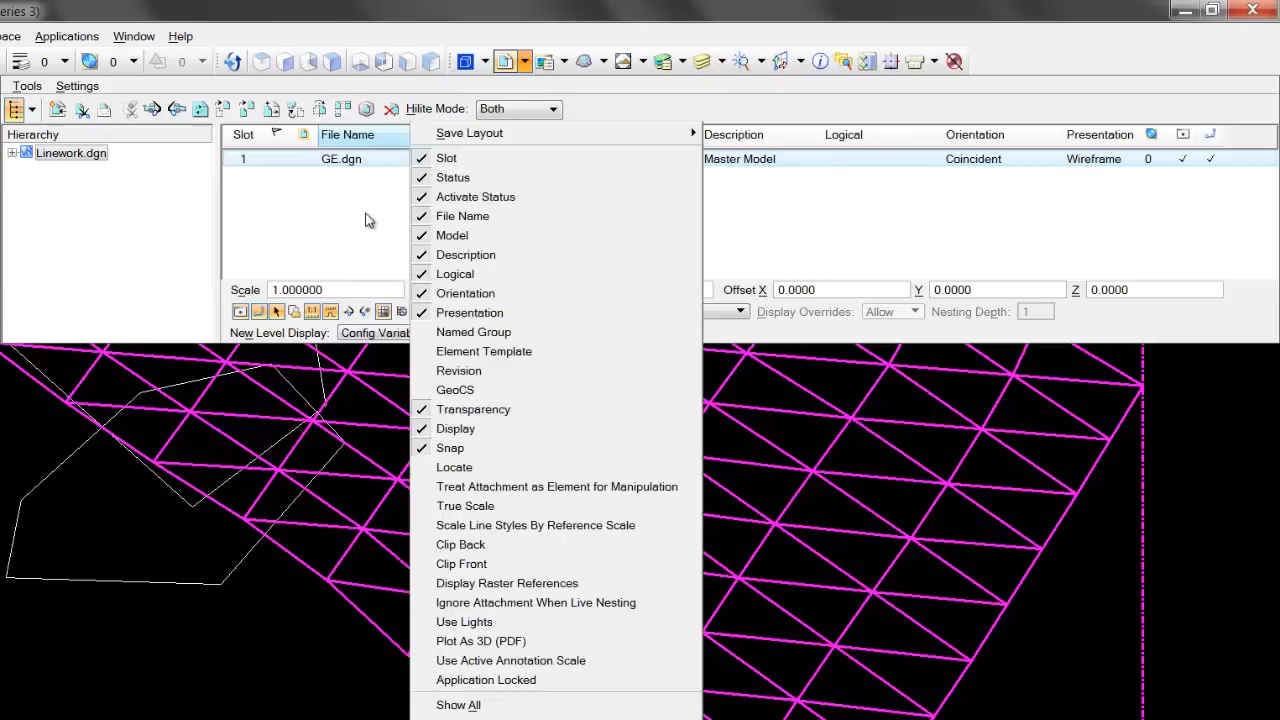 eries 3)
ace Applications Window Help
0 0 0
Tools Settings
Hilite Mode: Both
Hierarchy
Linework.dgn
Slot File Name Description Logical Orientation Presentation
1 GE.dgn Master Model Coincident Wireframe 0
Save Layout
Slot
Status
Activate Status
File Name
Model
Description
Logical
Orientation
Presentation
Named Group
Element Template
Revision
GeoCS
Transparency
Display
Snap
Locate
Treat Attachment as Element for Manipulation
True Scale
Scale Line Styles By Reference Scale
Clip Back
Clip Front
Display Raster References
Ignore Attachment When Live Nesting
Use Lights
Plot As 3D (PDF)
Use Active Annotation Scale
Application Locked
Show All
Scale 1.000000 Offset X 0.0000 Y 0.0000 Z 0.0000
1:1 Display Overrides: Allow Nesting Depth: 1
New Level Display: Config Variab